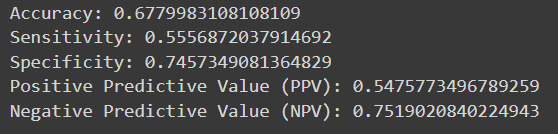 Accuracy: 0.6779983108108109
Sensitivity: 0.5556872037914692
Specificity: 0.7457349081364829
Positive Predictive Value (PPV): 0.5475773496789259
Negative Predictive Value (NPV): 0.7519020840224943